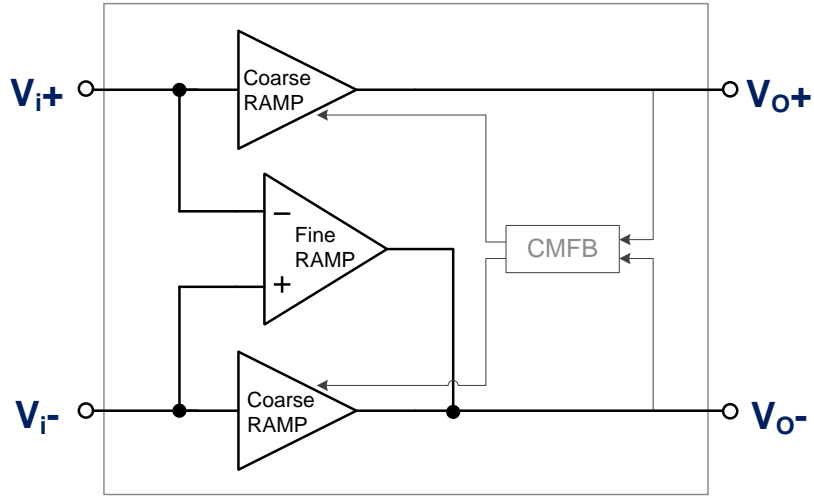 Vi+
Coarse
RAMP
VO+
−
Fine
RAMP
+
CMFB
Vi-
Coarse
RAMP
VO-